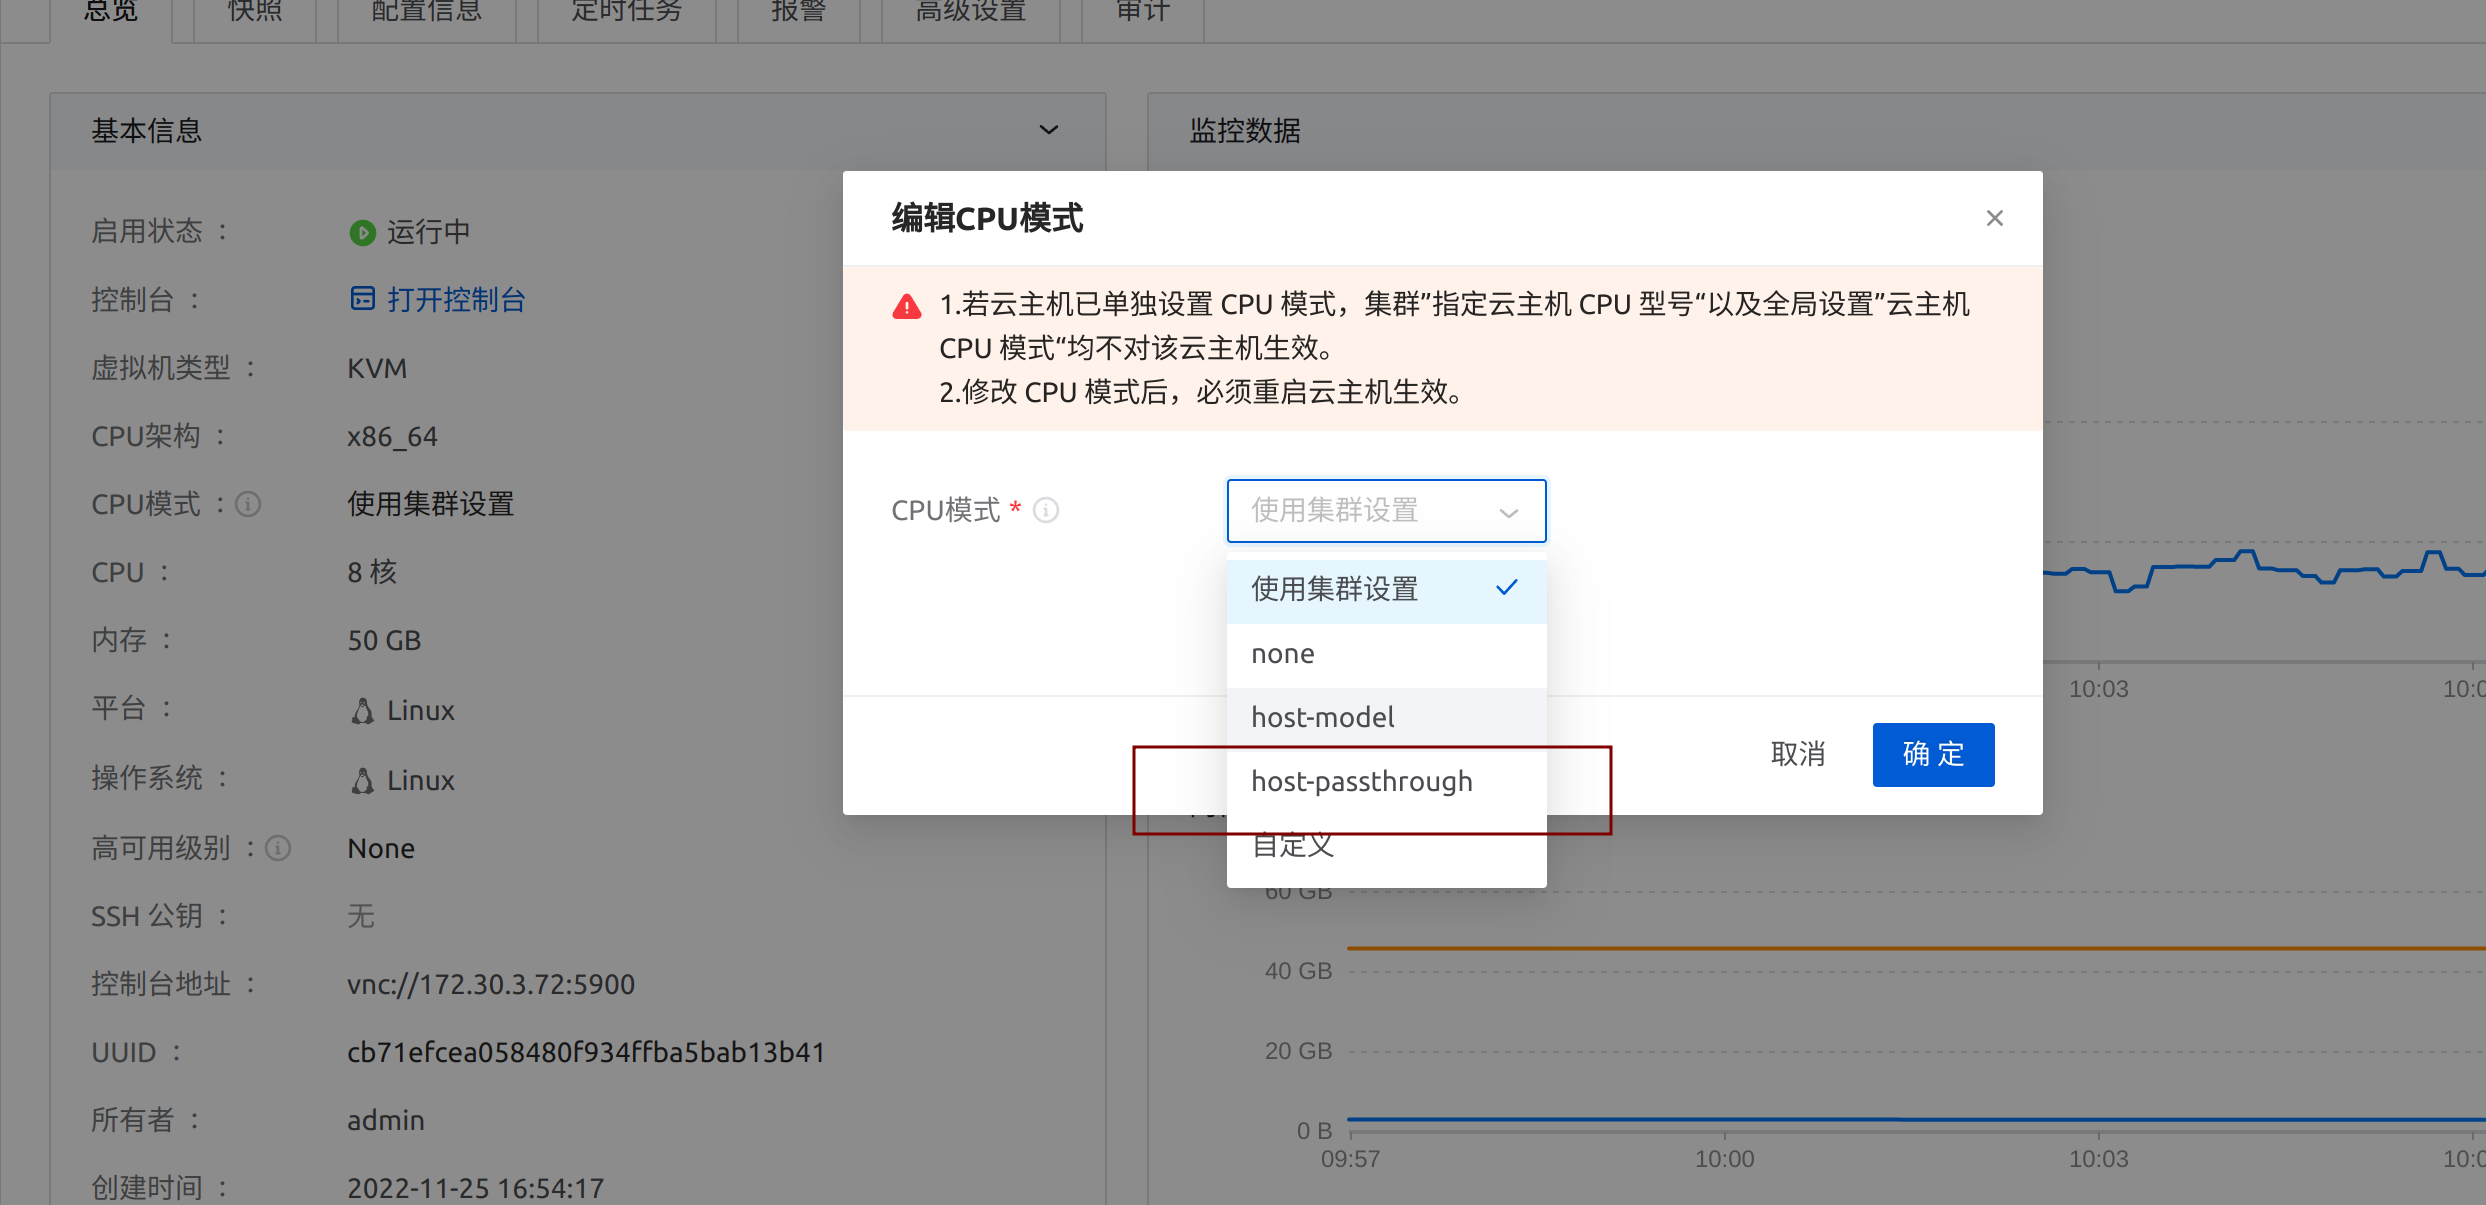 总览 快照 配置信息 定时任务 报警 高级设置 审计
基本信息
启用状态 ： 运行中
控制台 ： 打开控制台
虚拟机类型 ： KVM
CPU架构 ： x86_64
CPU模式 ： 使用集群设置
CPU ： 8 核
内存 ： 50 GB
平台 ： Linux
操作系统 ： Linux
高可用级别 ： None
SSH 公钥 ： 无
控制台地址 ： vnc://172.30.3.72:5900
UUID ： cb71efcea058480f934ffba5bab13b41
所有者 ： admin
创建时间 ： 2022-11-25 16:54:17
监控数据
编辑CPU模式
1.若云主机已单独设置 CPU 模式，集群”指定云主机 CPU 型号“以及全局设置”云主机
CPU 模式“均不对该云主机生效。
2.修改 CPU 模式后，必须重启云主机生效。
CPU模式 * 使用集群设置
使用集群设置
none
host-model
host-passthrough
自定义
取消 确 定
10:03
60 GB
40 GB
20 GB
0 B
09:57 10:00 10:03